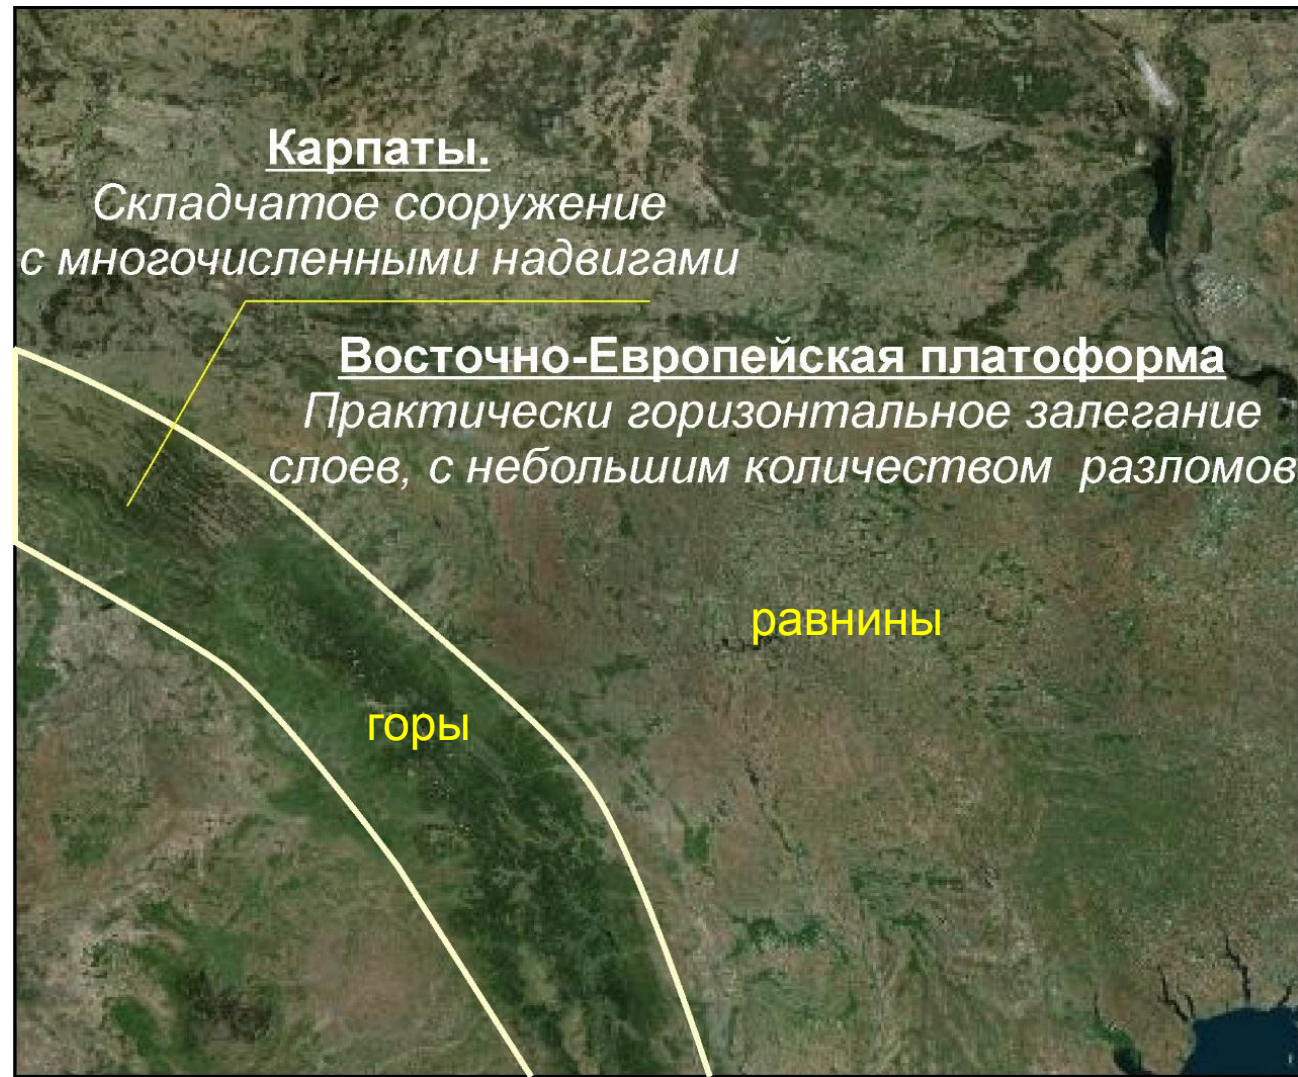 Карпаты.
Складчатое сооружение
с многочисленными надвигами
Восточно-Европейская платоформа
Практически горизонтальное залегание
слоев, с небольшим количеством разломов
равнины
горы